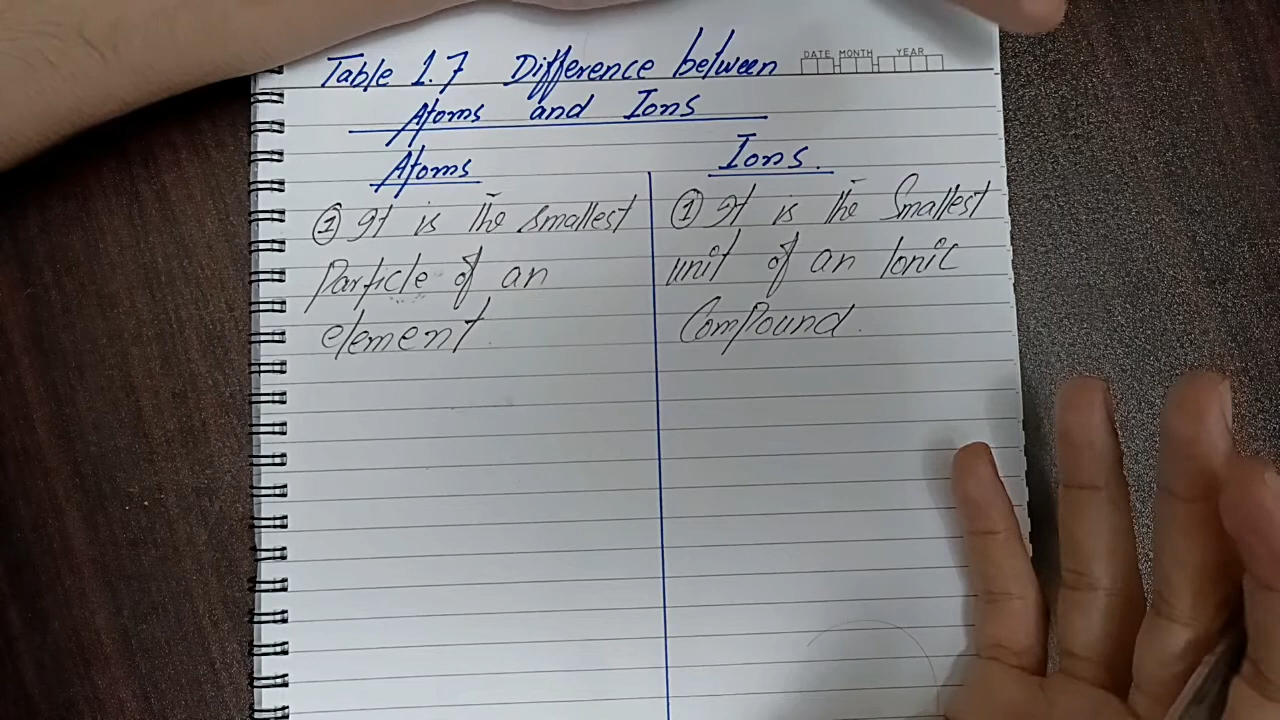 Table 1.7 Difference between
Atoms and Ions
DATE MONTH YEAR
Atoms
① It is the smallest
Particle of an
element.
Ions.
① It is the Smallest
unit of an Ionic
Compound.